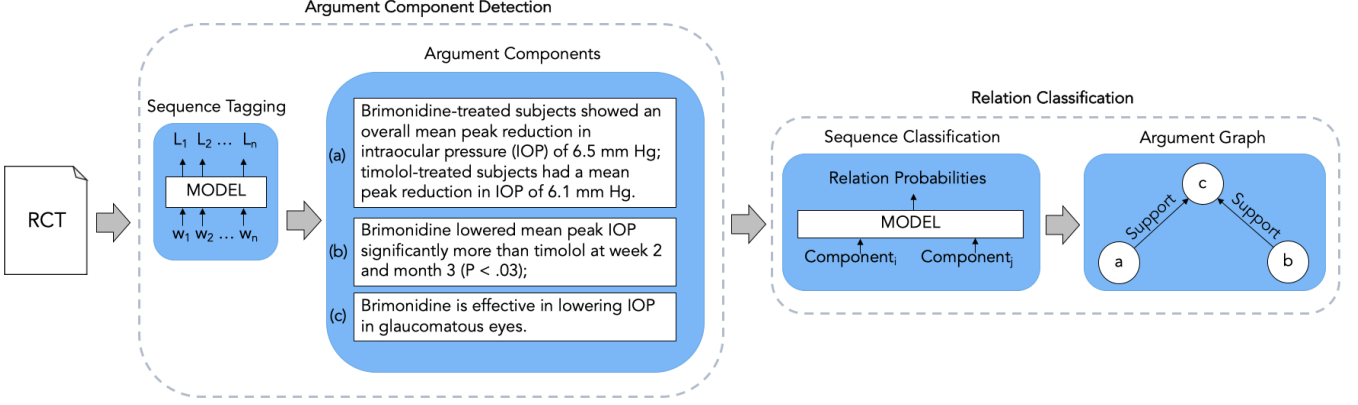 Argument Component Detection
Argument Components
Sequence Tagging
L1 L2 ... Ln
MODEL
w1 w2 ... wn
RCT
(a)
Brimonidine-treated subjects showed an
overall mean peak reduction in
intraocular pressure (IOP) of 6.5 mm Hg;
timolol-treated subjects had a mean
peak reduction in IOP of 6.1 mm Hg.
(b)
Brimonidine lowered mean peak IOP
significantly more than timolol at week 2
and month 3 (P < .03);
(c)
Brimonidine is effective in lowering IOP
in glaucomatous eyes.
Relation Classification
Sequence Classification
Relation Probabilities
MODEL
Componenti Componentj
Argument Graph
c
Support
Support
a
b